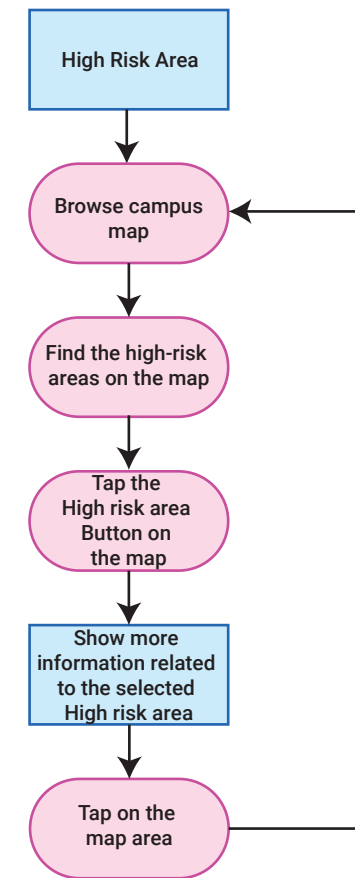 High Risk Area
Browse campus
map
Find the high-risk
areas on the map
Tap the
High risk area
Button on
the map
Show more
information related
to the selected
High risk area
Tap on the
map area